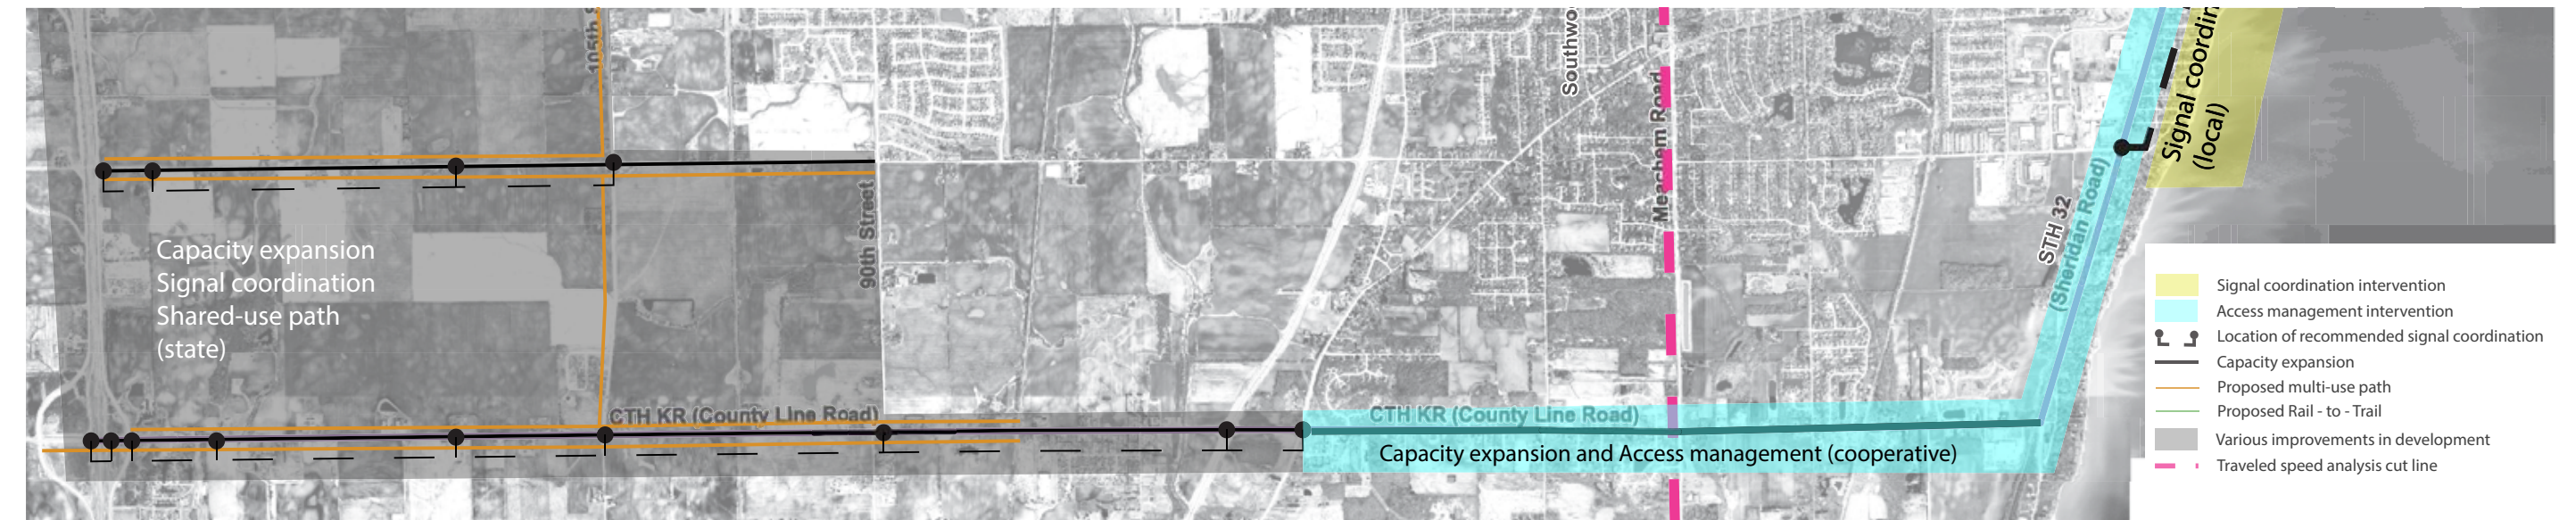 105th S
Southwo
Meachem Road
Signal coordin
(local)
90th Street
STH 32
(Sheridan Road)
Capacity expansion
Signal coordination
Shared-use path
(state)
CTH KR (County Line Road)
CTH KR (County Line Road)
Capacity expansion and Access management (cooperative)
Signal coordination intervention
Access management intervention
Location of recommended signal coordination
Capacity expansion
Proposed multi-use path
Proposed Rail - to - Trail
Various improvements in development
Traveled speed analysis cut line